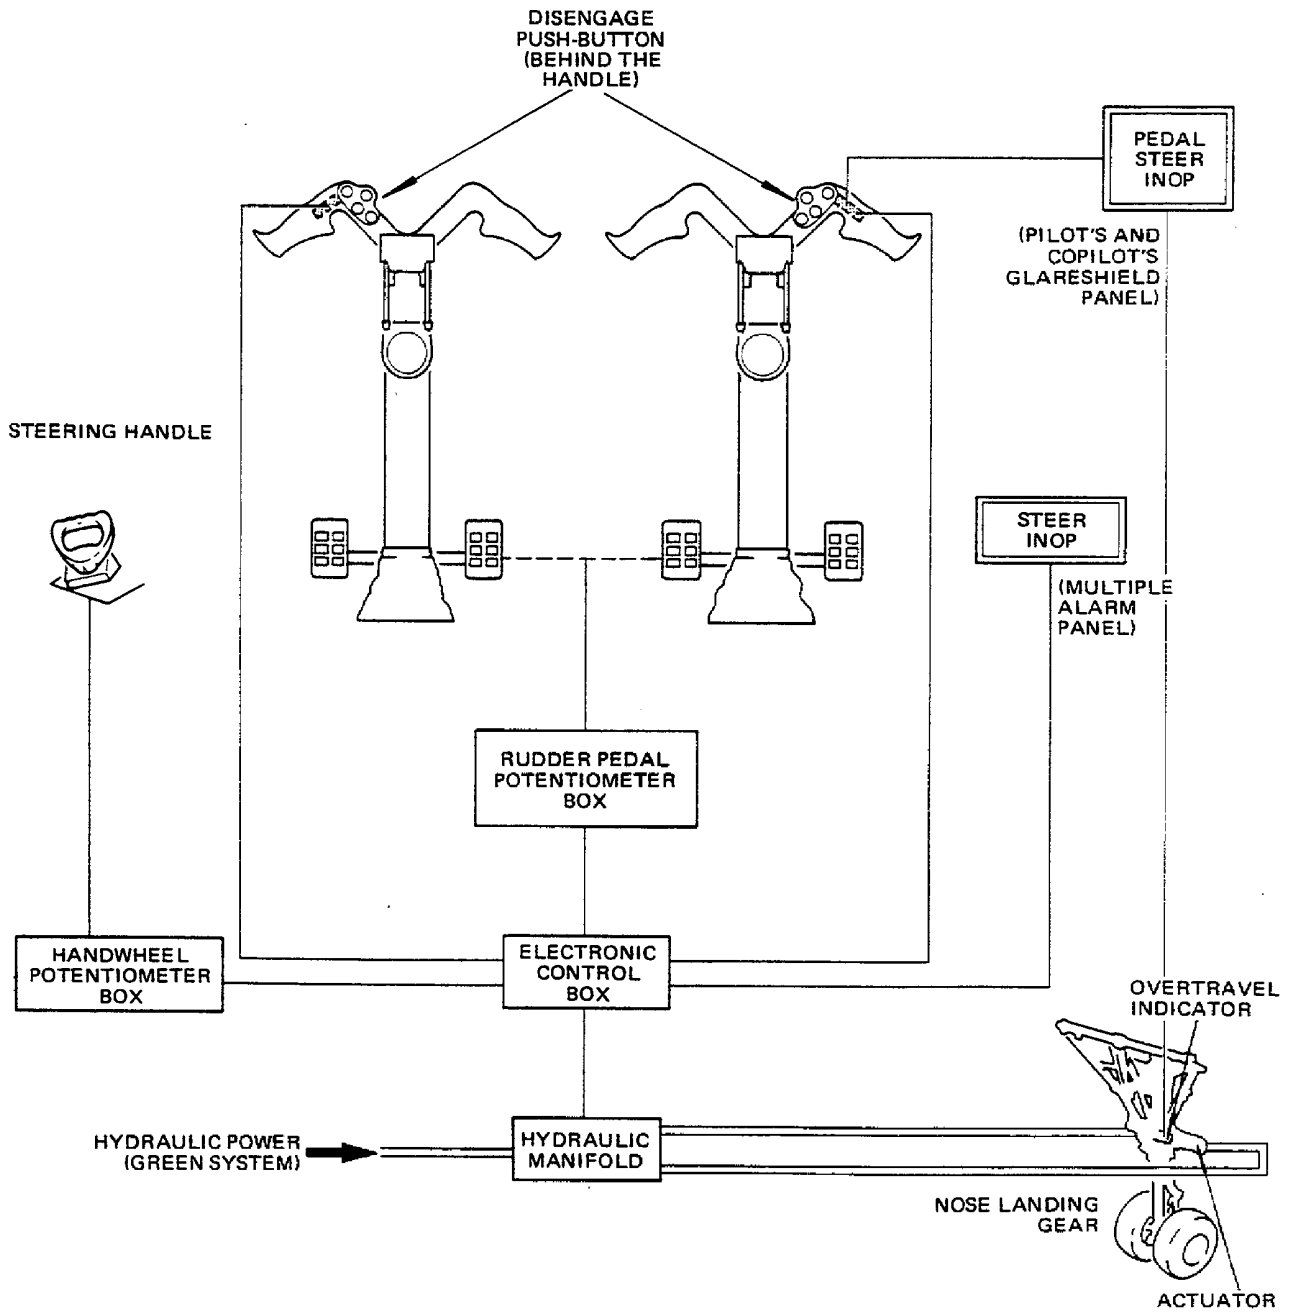 DISENGAGE
PUSH-BUTTON
(BEHIND THE
HANDLE)
PEDAL
STEER
INOP
(PILOT'S AND
COPILOT'S
GLARESHIELD
PANEL)
STEERING HANDLE
STEER
INOP
(MULTIPLE
ALARM
PANEL)
RUDDER PEDAL
POTENTIOMETER
BOX
HANDWHEEL
POTENTIOMETER
BOX
ELECTRONIC
CONTROL
BOX
OVERTRAVEL
INDICATOR
HYDRAULIC POWER
(GREEN SYSTEM)
HYDRAULIC
MANIFOLD
NOSE LANDING
GEAR
ACTUATOR